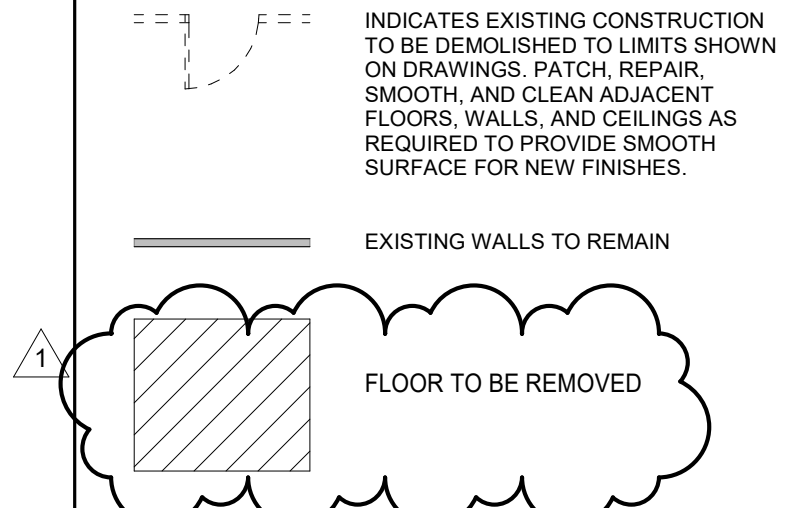 INDICATES EXISTING CONSTRUCTION
TO BE DEMOLISHED TO LIMITS SHOWN
ON DRAWINGS. PATCH, REPAIR,
SMOOTH, AND CLEAN ADJACENT
FLOORS, WALLS, AND CEILINGS AS
REQUIRED TO PROVIDE SMOOTH
SURFACE FOR NEW FINISHES.
EXISTING WALLS TO REMAIN
1
FLOOR TO BE REMOVED